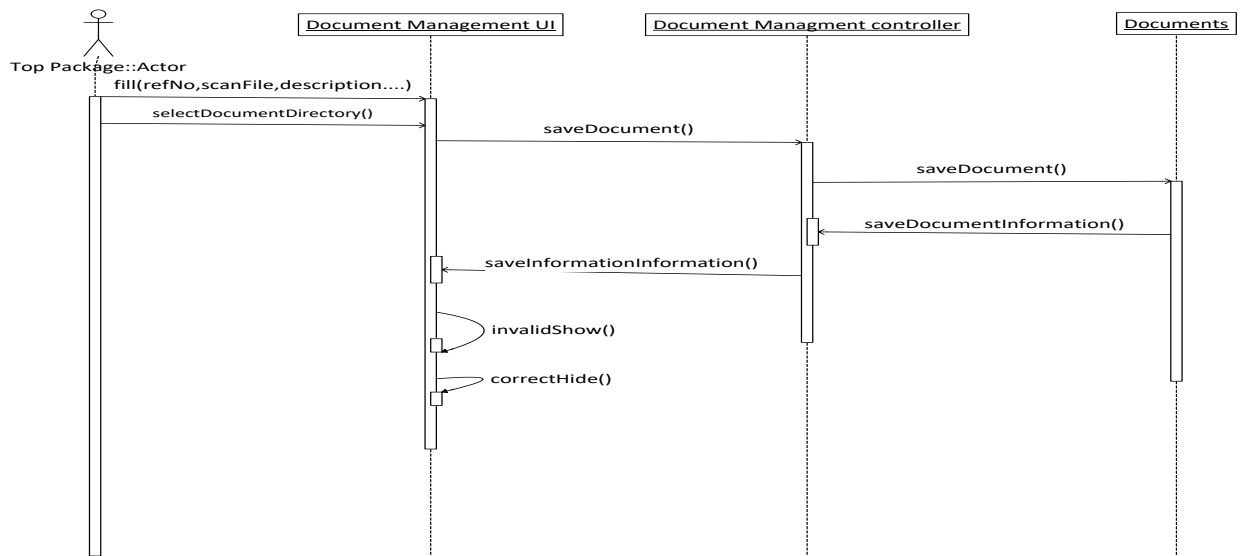 Document Management UI
Document Managment controller
Documents
Top Package::Actor
fill(refNo,scanFile,description....)
selectDocumentDirectory()
saveDocument()
saveDocument()
saveDocumentInformation()
saveInformationInformation()
invalidShow()
correctHide()